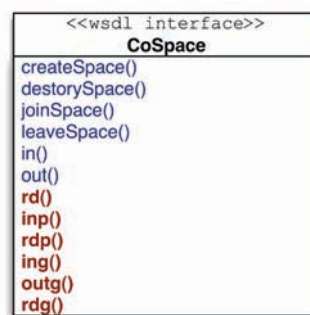 <<wsdl interface>>
CoSpace
createSpace()
destorySpace()
joinSpace()
leaveSpace()
in()
out()
rd()
inp()
rdp()
ing()
outg()
rdg()